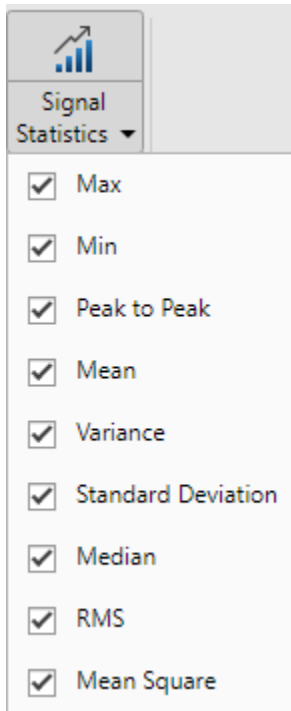 Signal
Statistics
Max
Min
Peak to Peak
Mean
Variance
Standard Deviation
Median
RMS
Mean Square